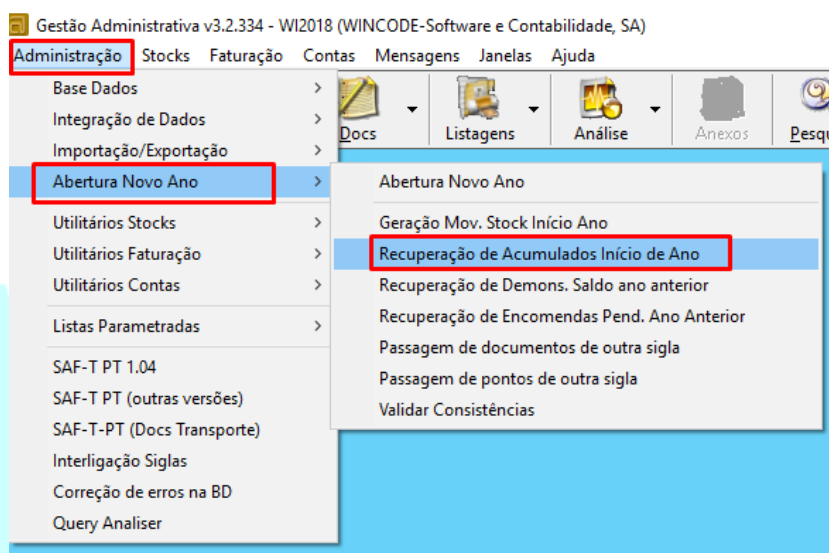 Gestão Administrativa v3.2.334 - WI2018 (WINCODE-Software e Contabilidade, SA)
Administração Stocks Faturação Contas Mensagens Janelas Ajuda
Docs Listagens Análise Anexos
Base Dados
Integração de Dados
Importação/Exportação
Abertura Novo Ano
Utilitários Stocks
Utilitários Faturação
Utilitários Contas
Listas Parametradas
SAF-T PT 1.04
SAF-T PT (outras versões)
SAF-T-PT (Docs Transporte)
Interligação Siglas
Correção de erros na BD
Query Analiser
Abertura Novo Ano
Geração Mov. Stock Início Ano
Recuperação de Acumulados Início de Ano
Recuperação de Demons. Saldo ano anterior
Recuperação de Encomendas Pend. Ano Anterior
Passagem de documentos de outra sigla
Passagem de pontos de outra sigla
Validar Consistências